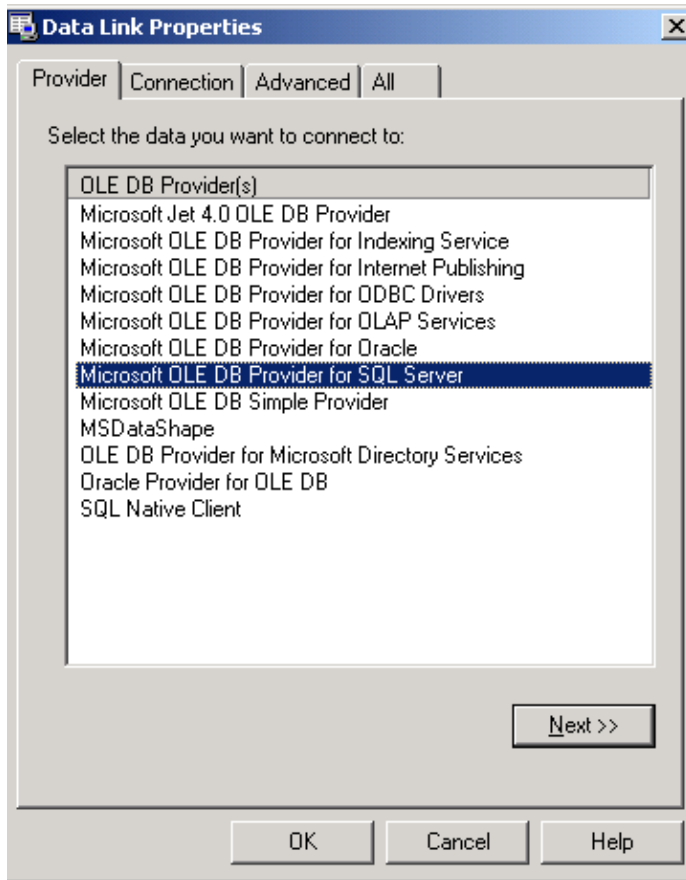 Data Link Properties
Provider Connection Advanced All
Select the data you want to connect to:
OLE DB Provider(s)
Microsoft Jet 4.0 OLE DB Provider
Microsoft OLE DB Provider for Indexing Service
Microsoft OLE DB Provider for Internet Publishing
Microsoft OLE DB Provider for ODBC Drivers
Microsoft OLE DB Provider for OLAP Services
Microsoft OLE DB Provider for Oracle
Microsoft OLE DB Provider for SQL Server
Microsoft OLE DB Simple Provider
MSDataShape
OLE DB Provider for Microsoft Directory Services
Oracle Provider for OLE DB
SQL Native Client
Next >>
OK Cancel Help